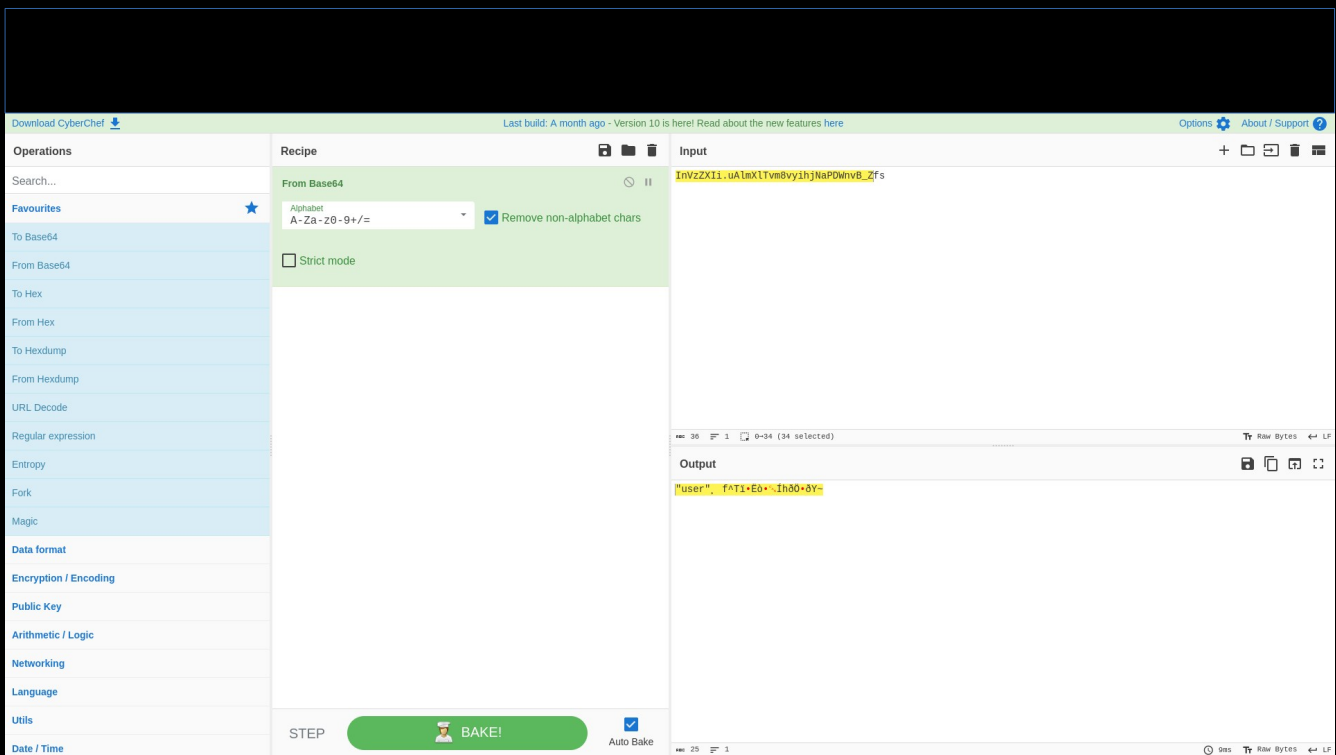 Download CyberChef
Last build: A month ago - Version 10 is here! Read about the new features here
Options
About / Support
Operations
Search...
Favourites
To Base64
From Base64
To Hex
From Hex
To Hexdump
From Hexdump
URL Decode
Regular expression
Entropy
Fork
Magic
Data format
Encryption / Encoding
Public Key
Arithmetic / Logic
Networking
Language
Utils
Date / Time
Recipe
From Base64
Alphabet
A-Za-z0-9+/=
Remove non-alphabet chars
Strict mode
STEP
BAKE!
Auto Bake
Input
InVzZXIi.uAlmXlTvm8vyihjNaPDWnvB_Zfs
36 1 0→34 (34 selected)
Raw Bytes LF
Output
"user"¸ f^Tï•Ëò•␘ÍhðÖ•ðY~
25 1
9ms Raw Bytes LF